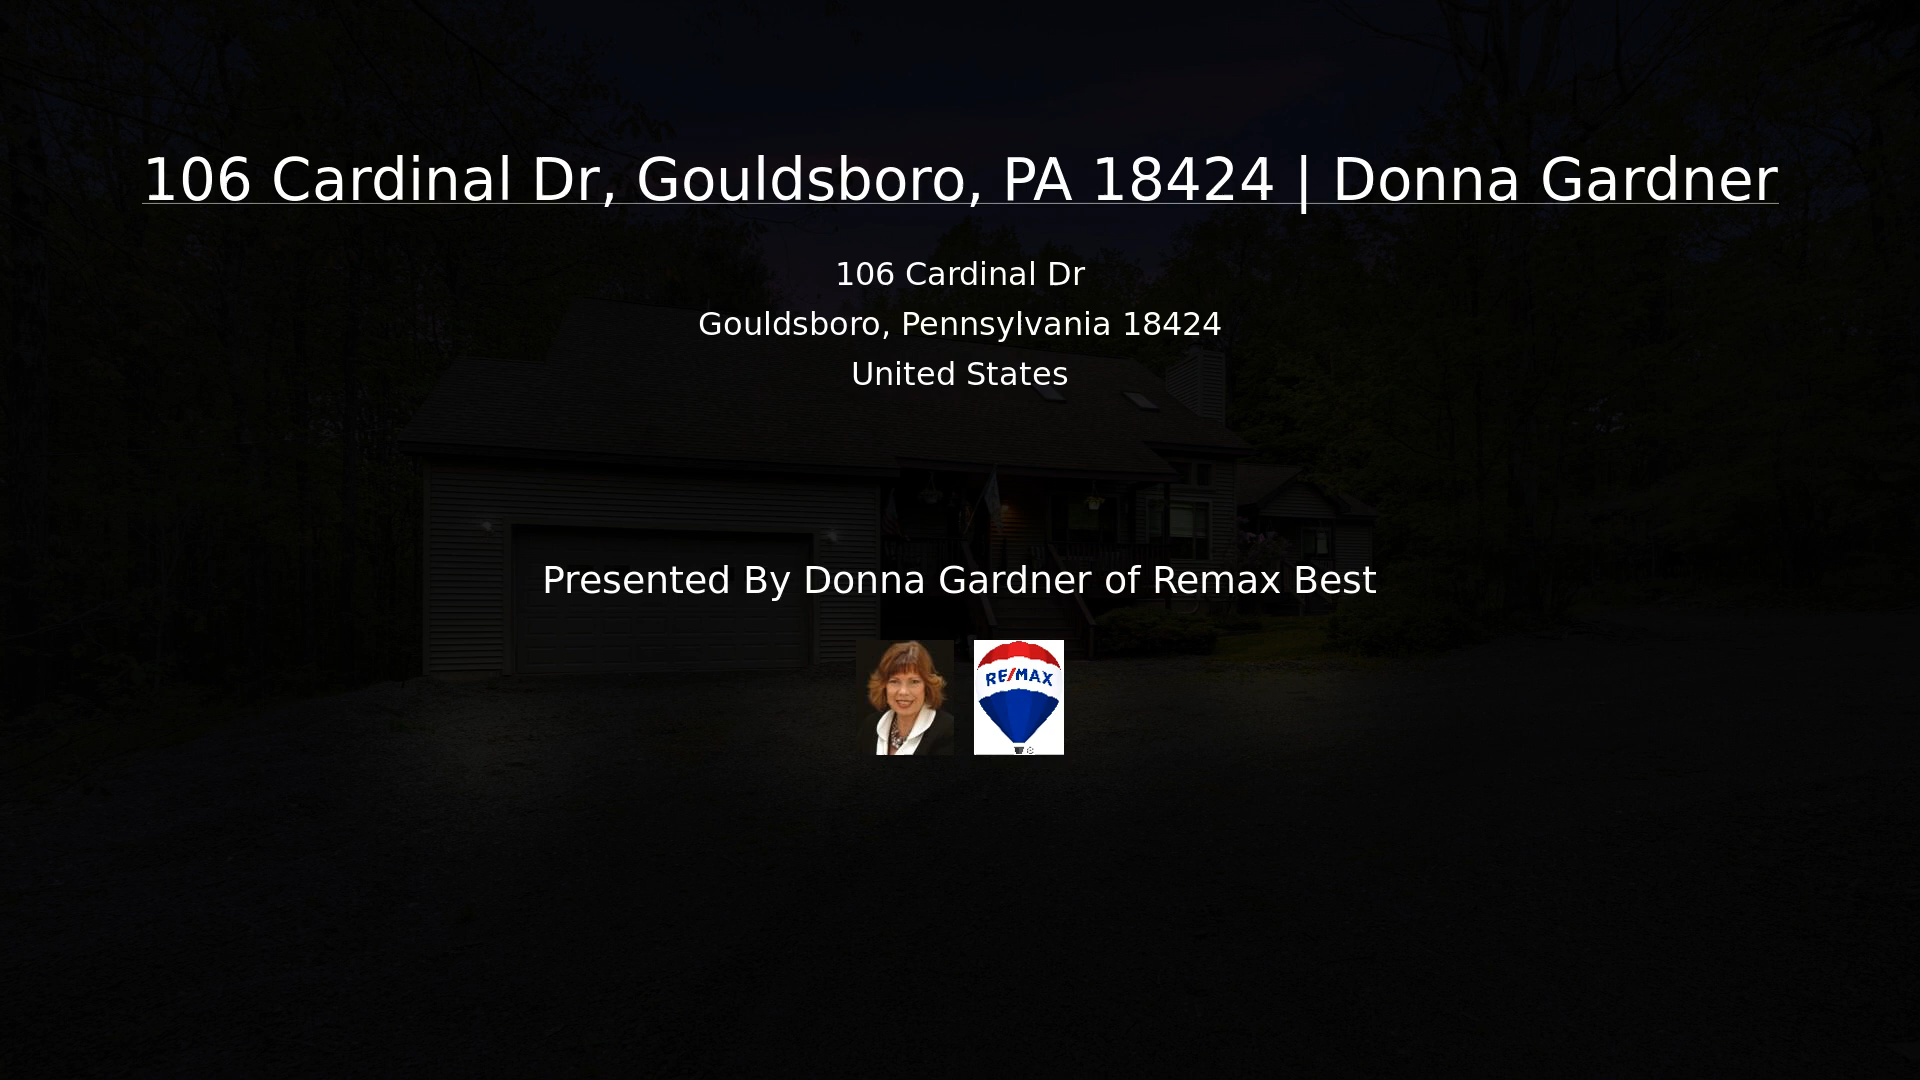 106 Cardinal Dr, Gouldsboro, PA 18424 | Donna Gardner
106 Cardinal Dr
Gouldsboro, Pennsylvania 18424
United States
Presented By Donna Gardner of Remax Best
RE/MAX
®